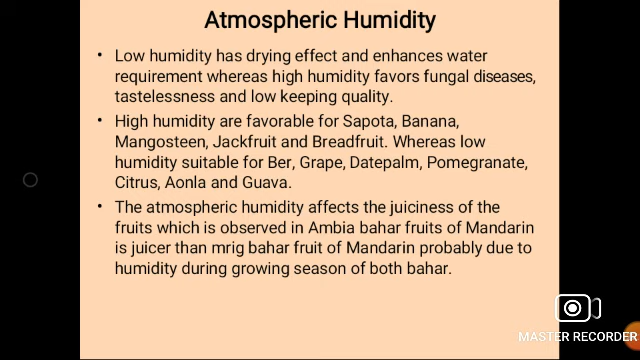 Atmospheric Humidity
• Low humidity has drying effect and enhances water
requirement whereas high humidity favors fungal diseases,
tastelessness and low keeping quality.
• High humidity are favorable for Sapota, Banana,
Mangosteen, Jackfruit and Breadfruit. Whereas low
humidity suitable for Ber, Grape, Datepalm, Pomegranate,
Citrus, Aonla and Guava.
• The atmospheric humidity affects the juiciness of the
fruits which is observed in Ambia bahar fruits of Mandarin
is juicer than mrig bahar fruit of Mandarin probably due to
humidity during growing season of both bahar.
MASTER RECORDER